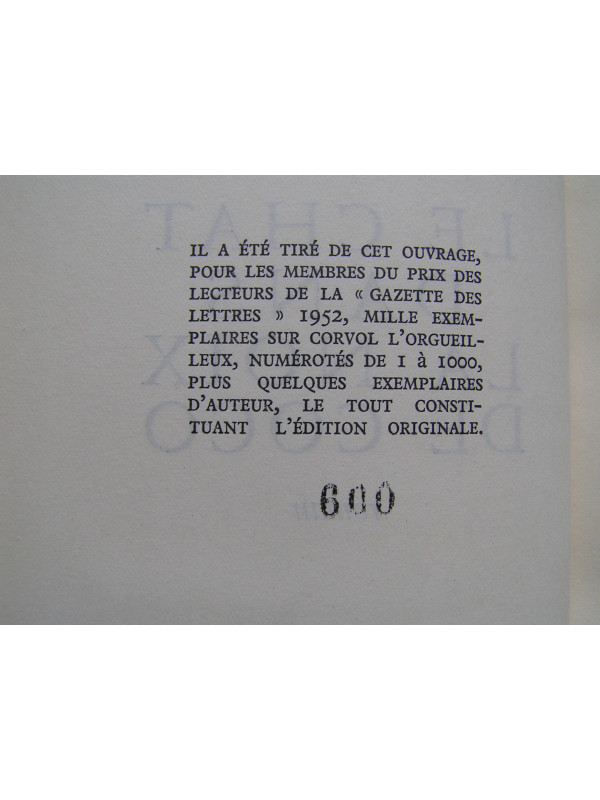 IL A ÉTÉ TIRÉ DE CET OUVRAGE,
POUR LES MEMBRES DU PRIX DES
LECTEURS DE LA « GAZETTE DES
LETTRES » 1952, MILLE EXEM-
PLAIRES SUR CORVOL L'ORGUEIL-
LEUX, NUMÉROTÉS DE 1 à 1000,
PLUS QUELQUES EXEMPLAIRES
D'AUTEUR, LE TOUT CONSTI-
TUANT L'ÉDITION ORIGINALE.
600